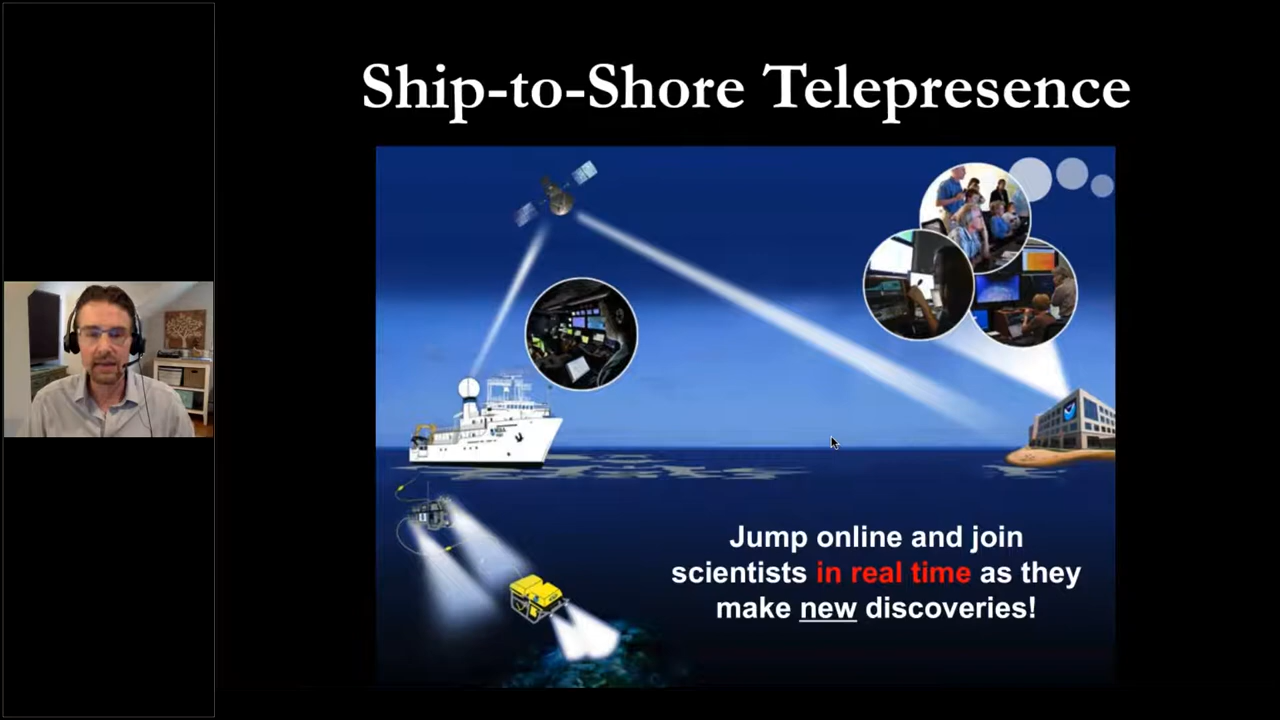 Ship-to-Shore Telepresence
Jump online and join
scientists in real time as they
make new discoveries!